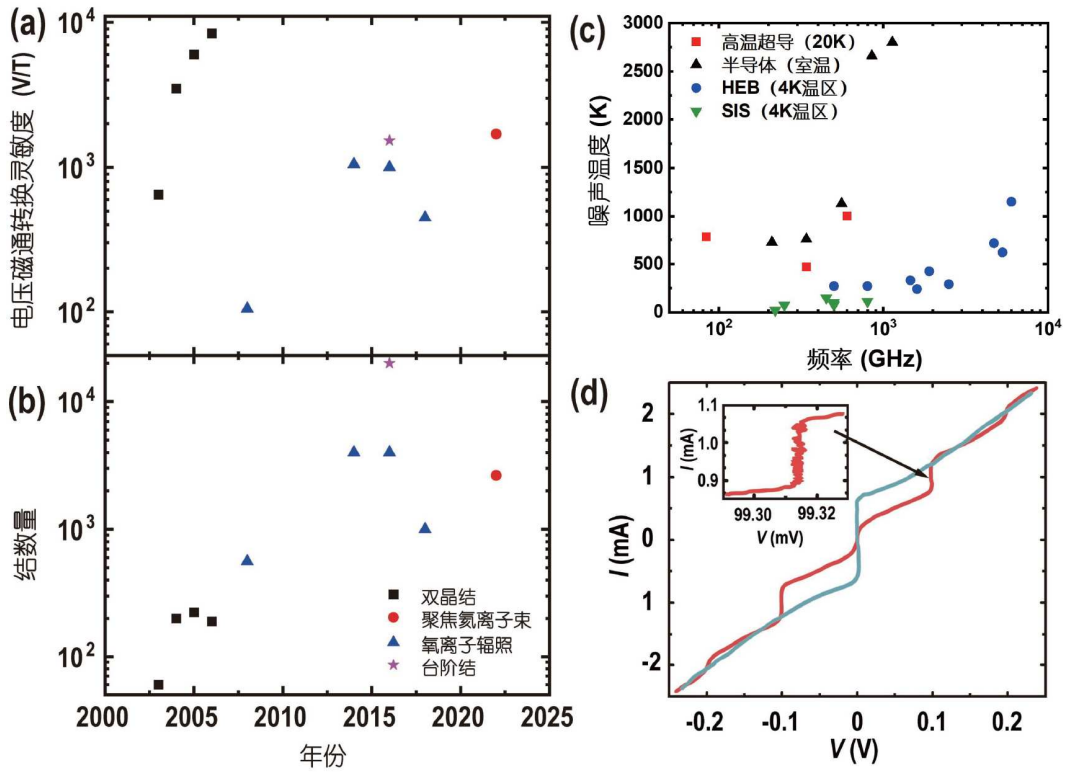 (a)
电压磁通转换灵敏度 (V/T)
10⁴
10³
10²
(b)
结数量
10⁴
10³
10²
双晶结
聚焦氦离子束
氧离子辐照
台阶结
2000 2005 2010 2015 2020 2025
年份
(c)
噪声温度 (K)
3000
2500
2000
1500
1000
500
0
高温超导（20K）
半导体（室温）
HEB（4K温区）
SIS（4K温区）
10² 10³ 10⁴
频率 (GHz)
(d)
I (mA)
2
1
0
1
-2
1.1
1.0
0.9
I (mA)
99.30 99.32
V (mV)
-0.2 -0.1 0 0.1 0.2
V (V)